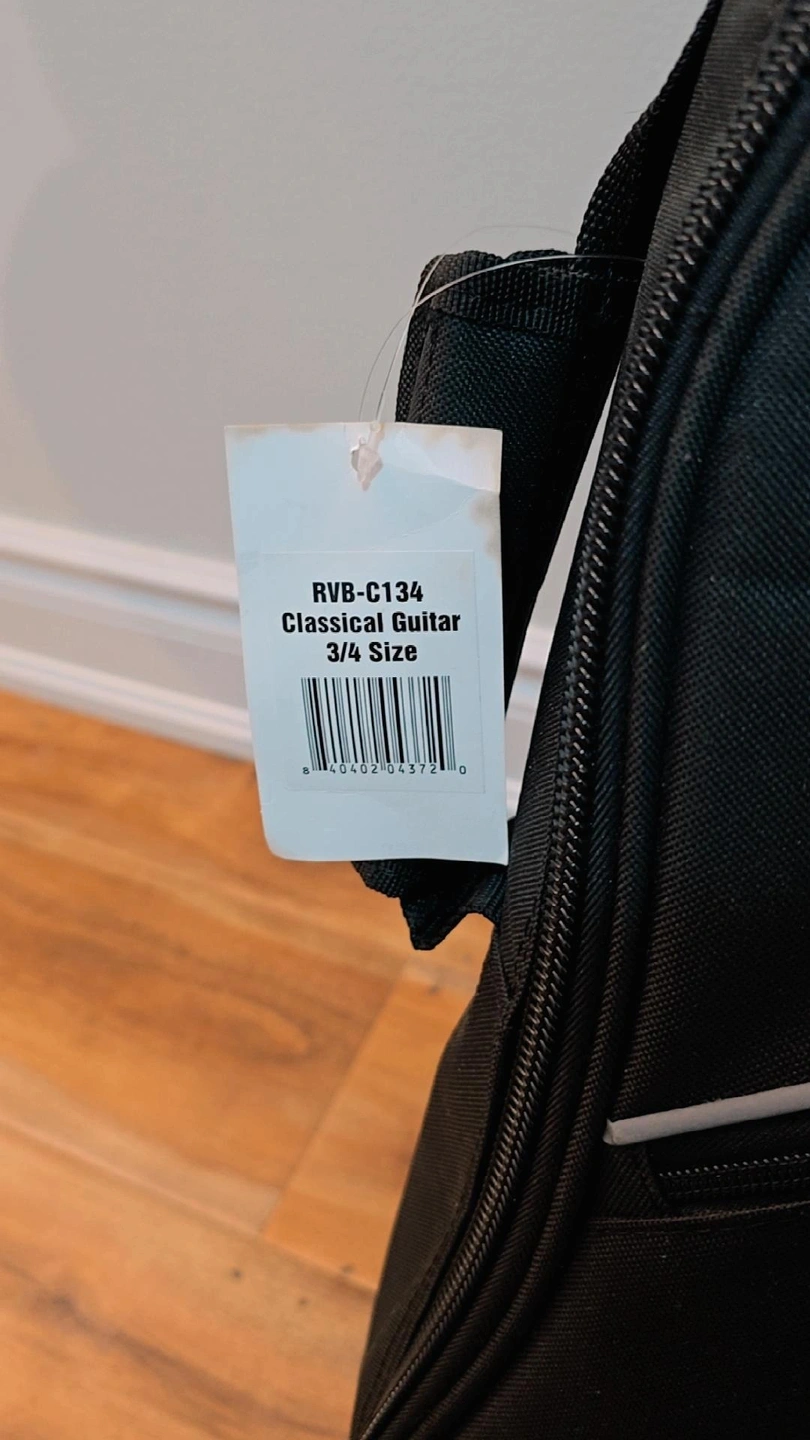 RVB-C134
Classical Guitar
3/4 Size
8 40402 04372 0